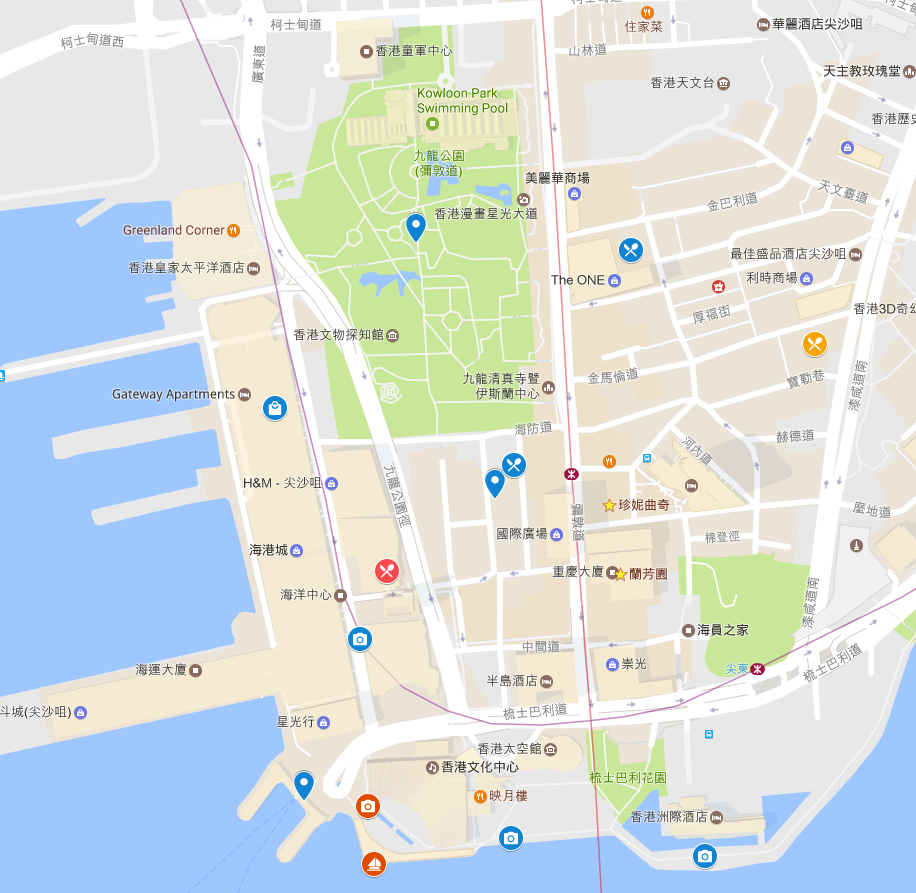 柯士甸道
柯士甸道
柯士甸道西
廣東道
香港童軍中心
住家菜
華麗酒店尖沙咀
山林道
香港天文台
天主教玫瑰堂
Kowloon Park
Swimming Pool
香港歷史
九龍公園
(彌敦道)
美麗華商場
天文臺道
金巴利道
香港漫畫星光大道
Greenland Corner
香港皇家太平洋酒店
最佳盛品酒店尖沙咀
The ONE
利時商場
厚福街
香港3D奇幻
香港文物探知館
九龍清真寺暨
伊斯蘭中心
金馬倫道
寶勒巷
漆咸道南
Gateway Apartments
海防道
赫德道
河內道
H&M - 尖沙咀
九龍公園徑
珍妮曲奇
彌敦道
麼地道
國際廣場
棉登徑
海港城
重慶大廈
蘭芳園
海洋中心
漆咸道南
海員之家
中間道
崇光
尖東
梳士巴利道
海運大廈
半島酒店
斗城(尖沙咀)
星光行
梳士巴利道
香港太空館
香港文化中心
梳士巴利花園
映月樓
香港洲際酒店